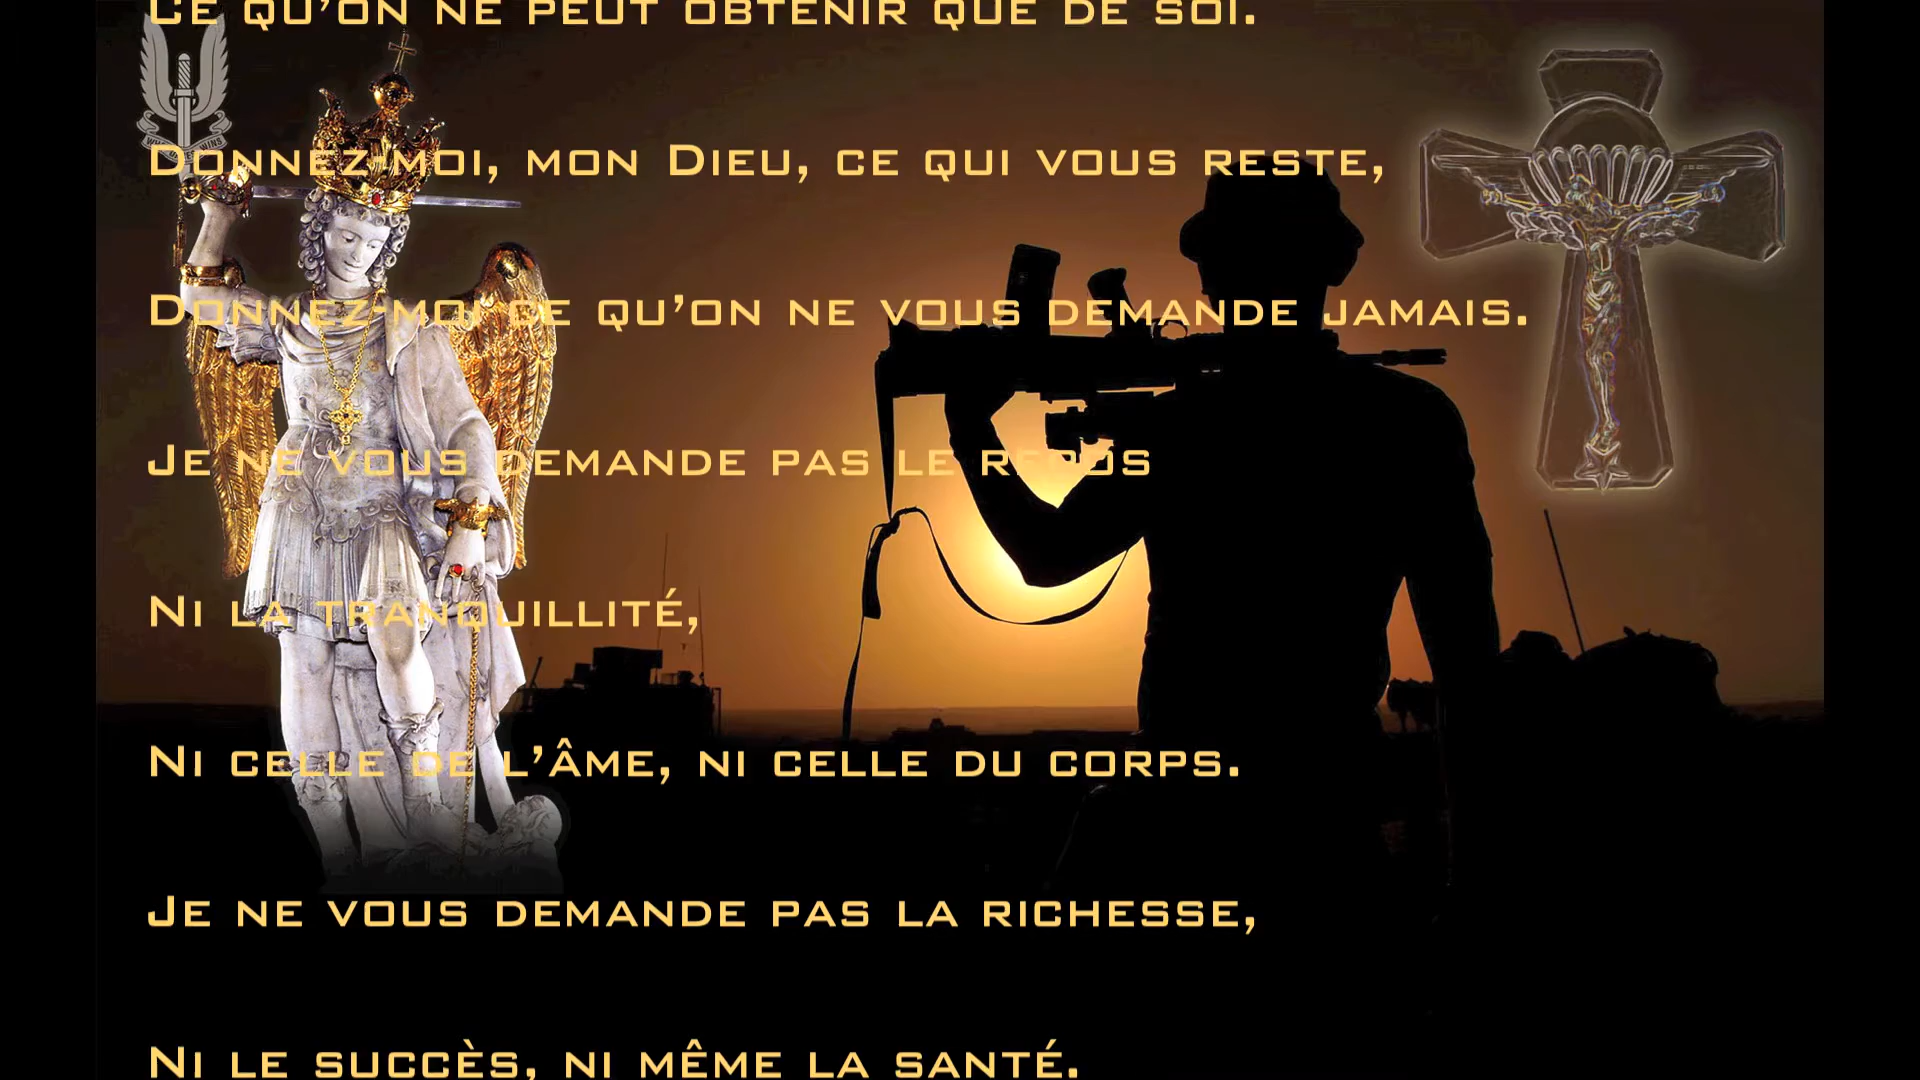 Ce qu’on ne peut obtenir que de soi.
Donnez-moi, mon Dieu, ce qui vous reste,
Donnez-moi ce qu’on ne vous demande jamais.
Je ne vous demande pas le repos
Ni la tranquillité,
Ni celle de l’âme, ni celle du corps.
Je ne vous demande pas la richesse,
Ni le succès, ni même la santé.